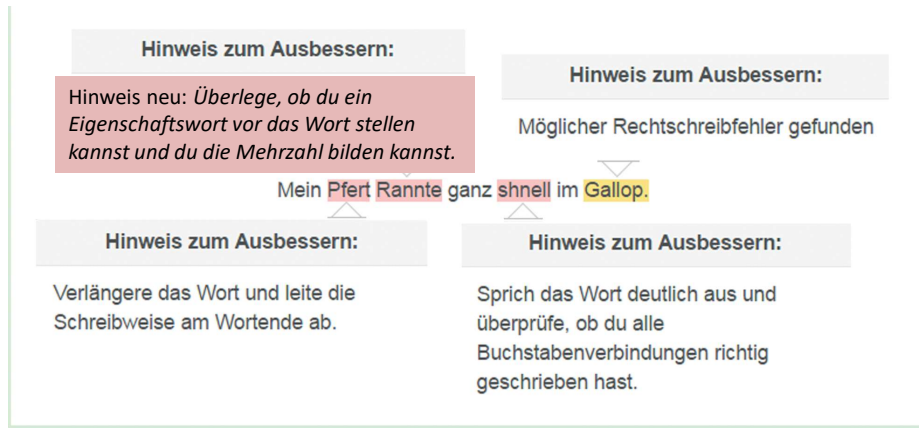 Hinweis zum Ausbessern:
Hinweis neu: Überlege, ob du ein
Eigenschaftswort vor das Wort stellen
kannst und du die Mehrzahl bilden kannst.
Hinweis zum Ausbessern:
Möglicher Rechtschreibfehler gefunden
Mein Pfert Rannte ganz shnell im Gallop.
Hinweis zum Ausbessern:
Verlängere das Wort und leite die
Schreibweise am Wortende ab.
Hinweis zum Ausbessern:
Sprich das Wort deutlich aus und
überprüfe, ob du alle
Buchstabenverbindungen richtig
geschrieben hast.